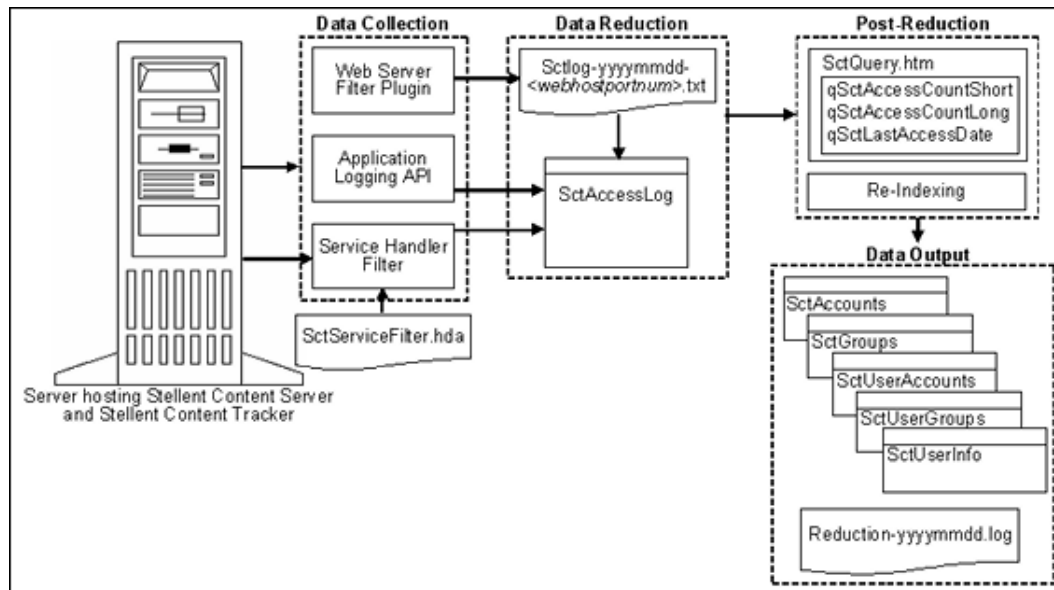 Data Collection
Data Reduction
Post-Reduction
Web Server
Filter Plugin
Application
Logging API
Service Handler
Filter
SctServiceFilter.hda
Server hosting Stellent Content Server
and Stellent Content Tracker
Sctlog-yyyymmdd-
<webhostportnum>.txt
SctAccessLog
SctQuery.htm
qSctAccessCountShort
qSctAccessCountLong
qSctLastAccessDate
Re-Indexing
Data Output
SctAccounts
SctGroups
SctUserAccounts
SctUserGroups
SctUserInfo
Reduction-yyyymmdd.log